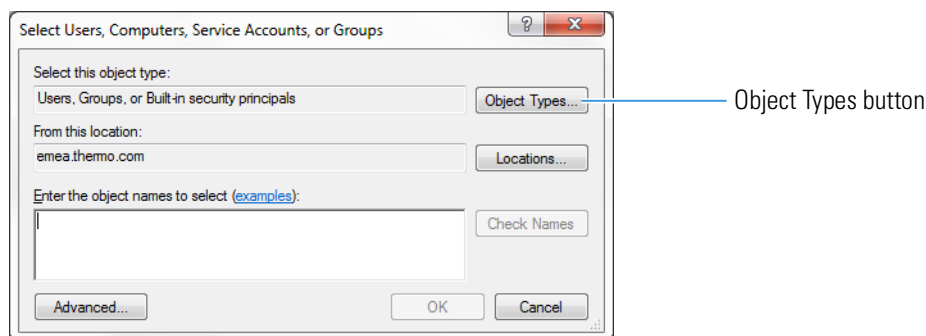 Select Users, Computers, Service Accounts, or Groups
Select this object type:
Users, Groups, or Built-in security principals
Object Types...
Object Types button
From this location:
emea.thermo.com
Locations...
Enter the object names to select (examples):
Check Names
Advanced...
OK
Cancel